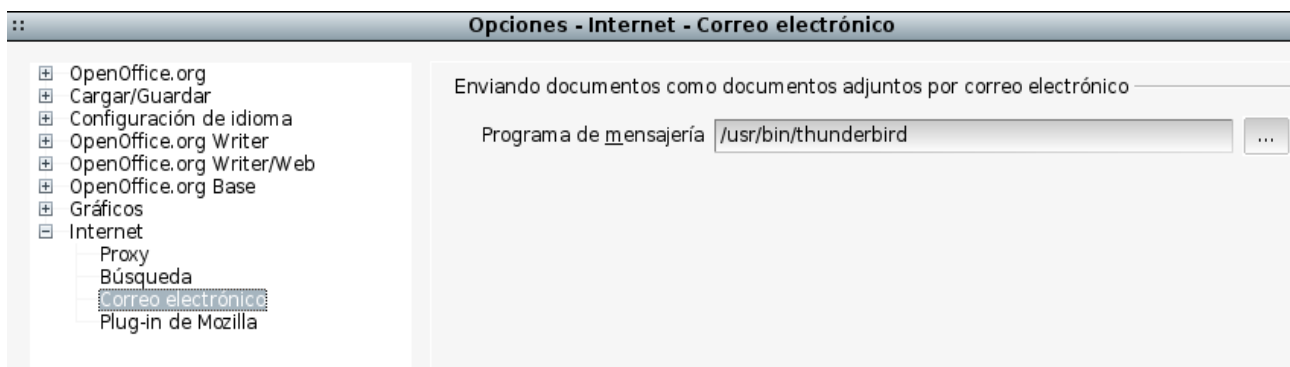 Opciones - Internet - Correo electrónico
OpenOffice.org
Cargar/Guardar
Configuración de idioma
OpenOffice.org Writer
OpenOffice.org Writer/Web
OpenOffice.org Base
Gráficos
Internet
Proxy
Búsqueda
Correo electrónico
Plug-in de Mozilla
Enviando documentos como documentos adjuntos por correo electrónico
Programa de mensajería /usr/bin/thunderbird ...